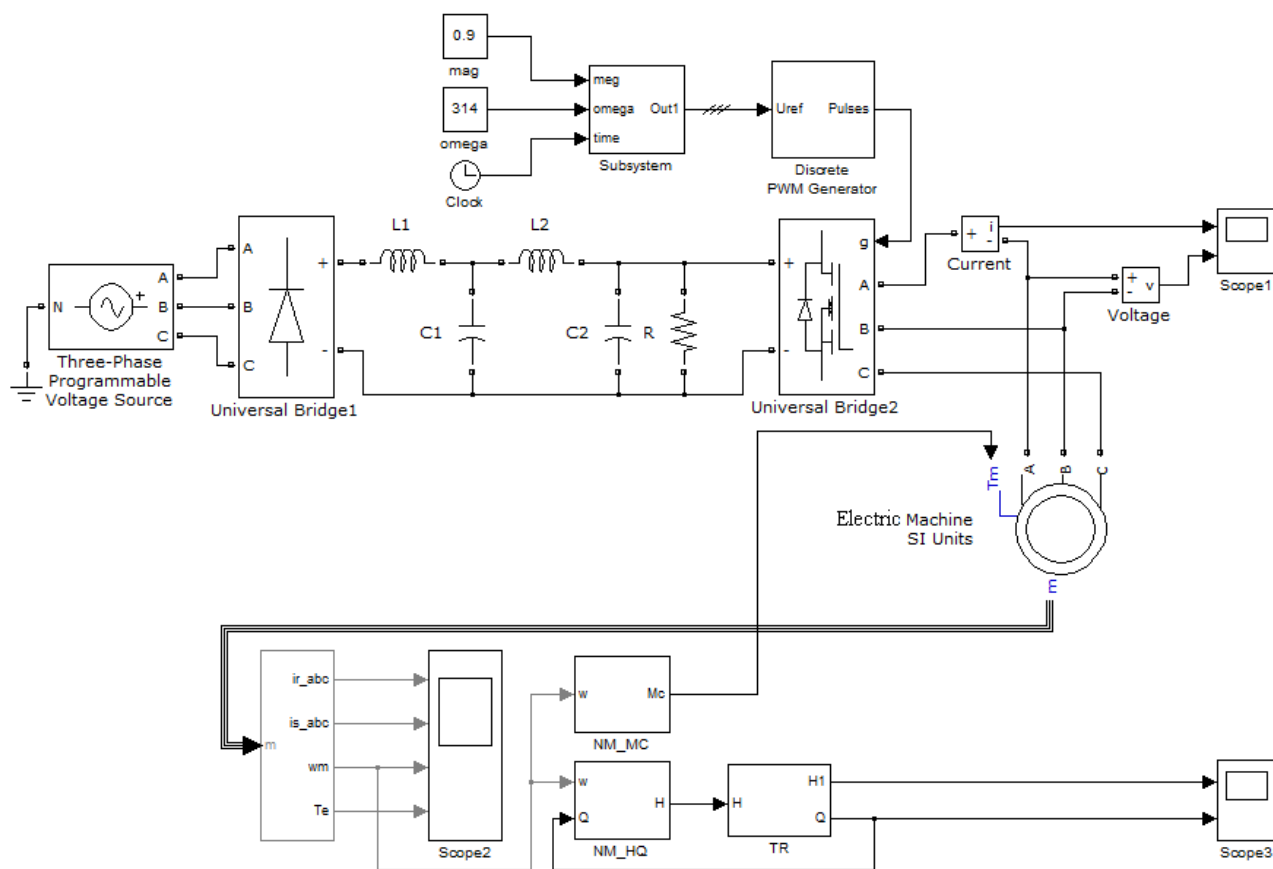 0.9
mag
314
omega
Clock
meg
omega
time
Out1
Subsystem
Uref
Pulses
Discrete
PWM Generator
N
A
B
C
+
Three-Phase
Programmable
Voltage Source
A
B
C
+
-
Universal Bridge1
L1
L2
C1
C2
R
+
-
g
A
B
C
Universal Bridge2
+
i
-
Current
+
-
v
Voltage
Scope1
Tm
A
B
C
Electric Machine
SI Units
m
m
ir_abc
is_abc
wm
Te
Scope2
w
Mc
NM_MC
w
Q
H
NM_HQ
H
H1
Q
TR
Scope3